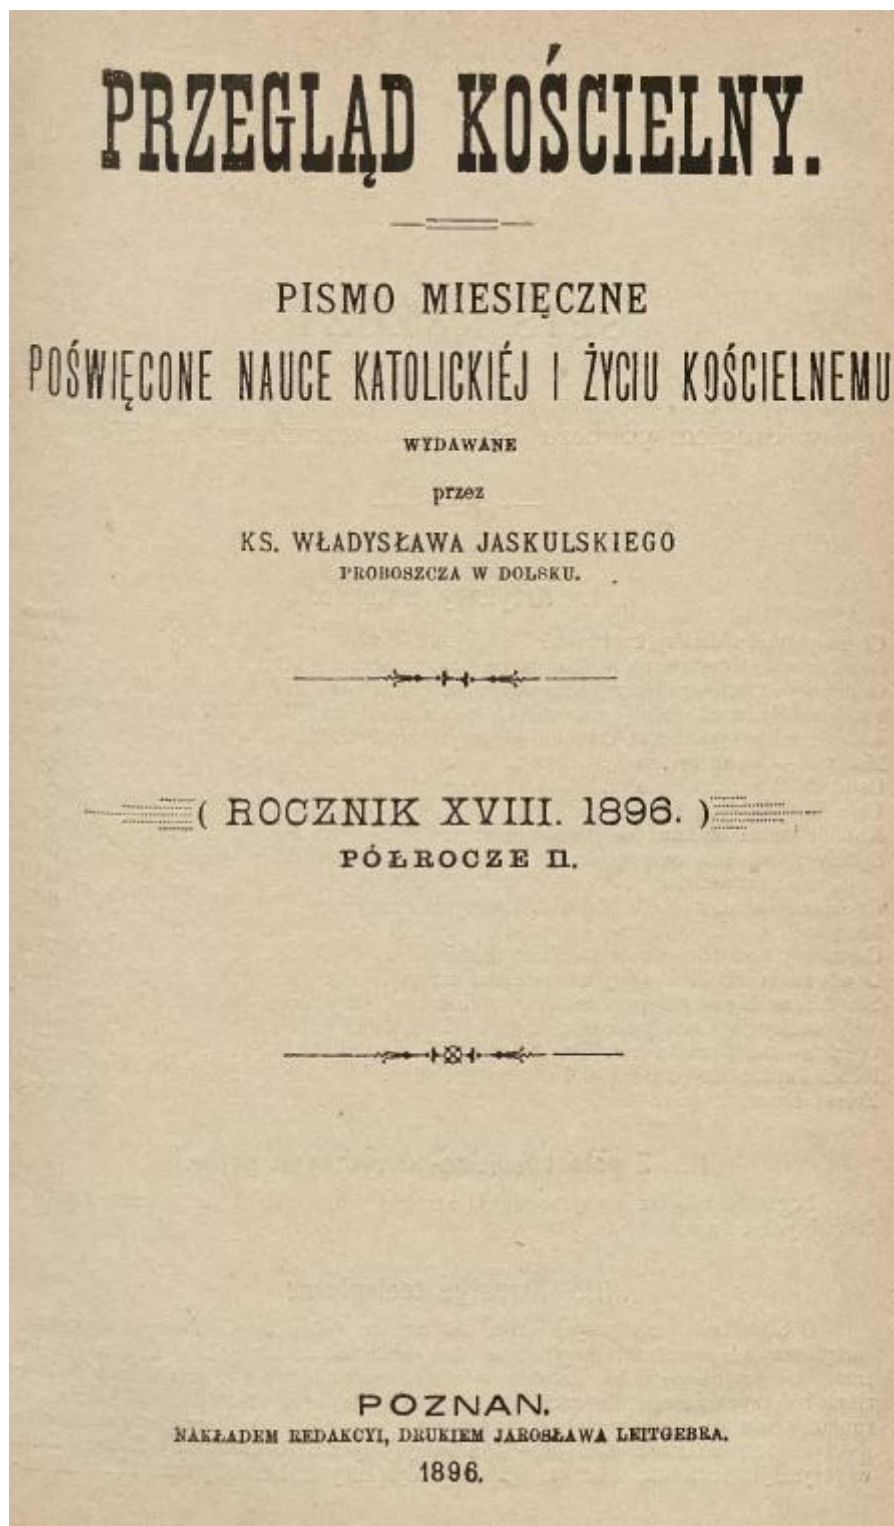 PRZEGLĄD KOŚCIELNY.
PISMO MIESIĘCZNE
POŚWIĘCONE NAUCE KATOLICKIÉJ I ŻYCIU KOŚCIELNEMU
WYDAWANE
przez
KS. WŁADYSŁAWA JASKULSKIEGO
PROBOSZCZA W DOLSKU.
( ROCZNIK XVIII. 1896. )
PÓŁROCZE II.
POZNAN.
NAKŁADEM REDAKCYI, DRUKIEM JAROSŁAWA LEITGEBRA.
1896.